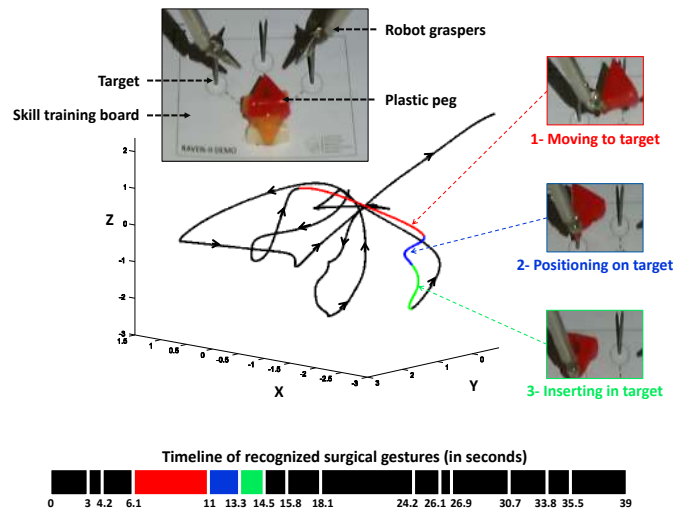 Robot graspers
Target
Plastic peg
Skill training board
RAVEN-II DEMO
1- Moving to target
2- Positioning on target
3- Inserting in target
Z
2
1
0
-1
-2
-3
1.5
1
0.5
0
-0.5
-1
-1.5
-2
-2.5
-3
X
3
2
1
0
Y
Timeline of recognized surgical gestures (in seconds)
0 3 4.2 6.1 11 13.3 14.5 15.8 18.1 24.2 26.1 26.9 30.7 33.8 35.5 39